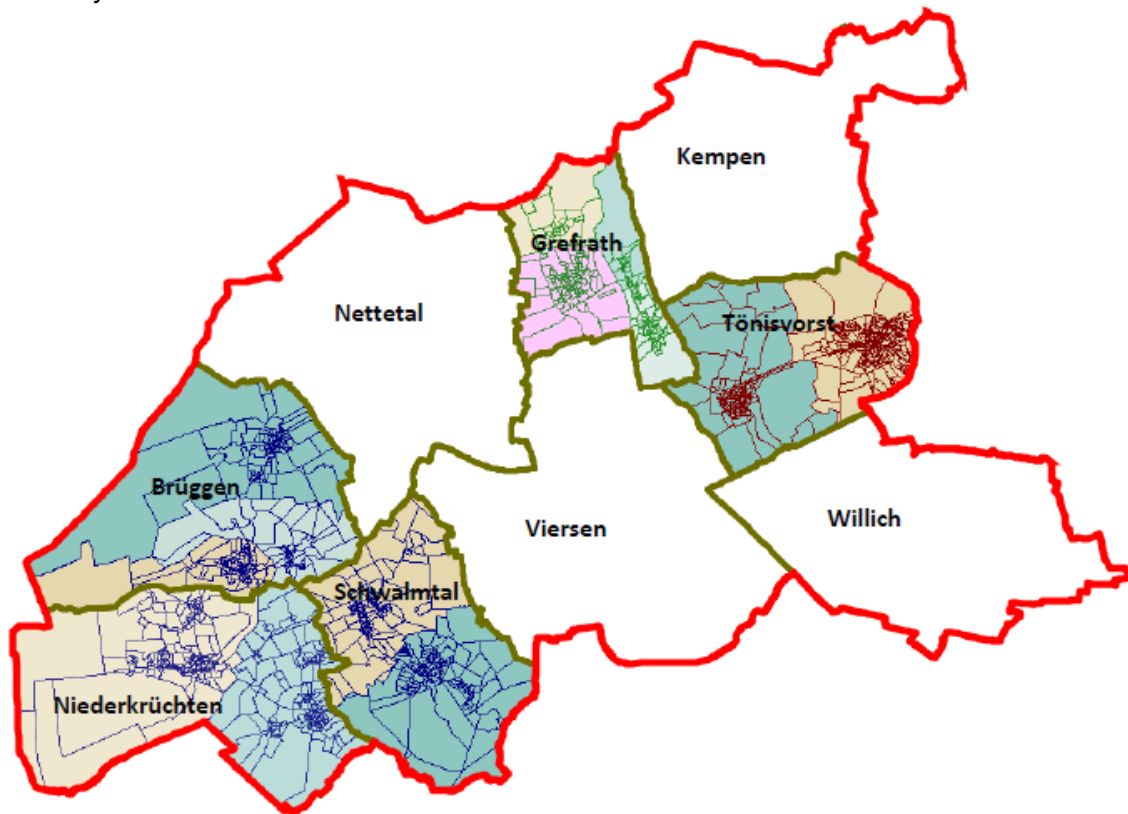 Kempen
Grefrath
Nettetal
Tönisvorst
Brüggen
Viersen
Willich
Schwalmtal
Niederkrüchten